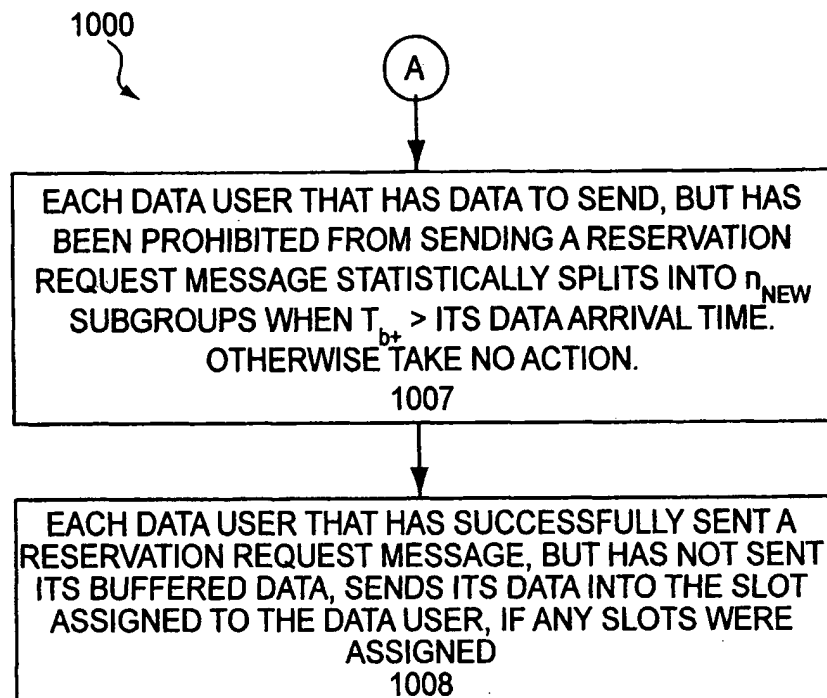 1000
A
EACH DATA USER THAT HAS DATA TO SEND, BUT HAS
BEEN PROHIBITED FROM SENDING A RESERVATION
REQUEST MESSAGE STATISTICALLY SPLITS INTO nNEW
SUBGROUPS WHEN Tb+ > ITS DATA ARRIVAL TIME.
OTHERWISE TAKE NO ACTION.
1007
EACH DATA USER THAT HAS SUCCESSFULLY SENT A
RESERVATION REQUEST MESSAGE, BUT HAS NOT SENT
ITS BUFFERED DATA, SENDS ITS DATA INTO THE SLOT
ASSIGNED TO THE DATA USER, IF ANY SLOTS WERE
ASSIGNED
1008